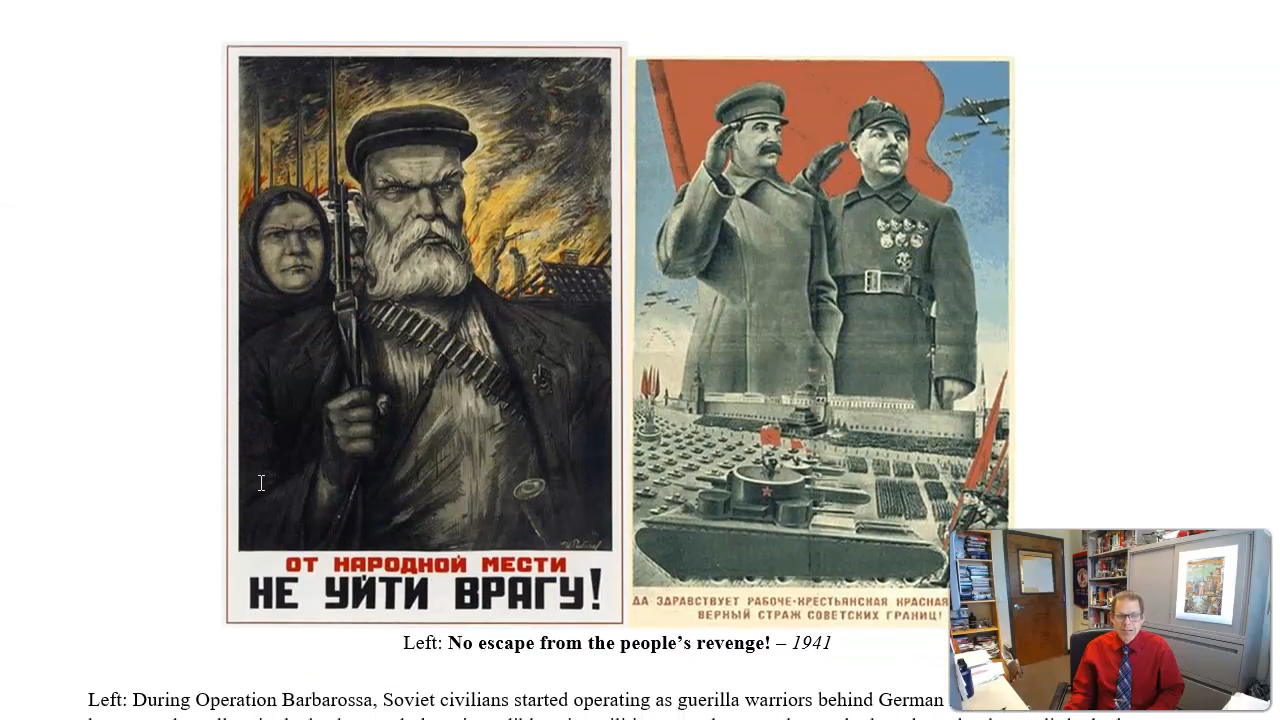 ОТ НАРОДНОЙ МЕСТИ
НЕ УЙТИ ВРАГУ!
ДА ЗДРАВСТВУЕТ РАБОЧЕ-КРЕСТЬЯНСКАЯ КРАСНАЯ
ВЕРНЫЙ СТРАЖ СОВЕТСКИХ ГРАНИЦ!
Left: No escape from the people’s revenge! – 1941
Left: During Operation Barbarossa, Soviet civilians started operating as guerilla warriors behind German